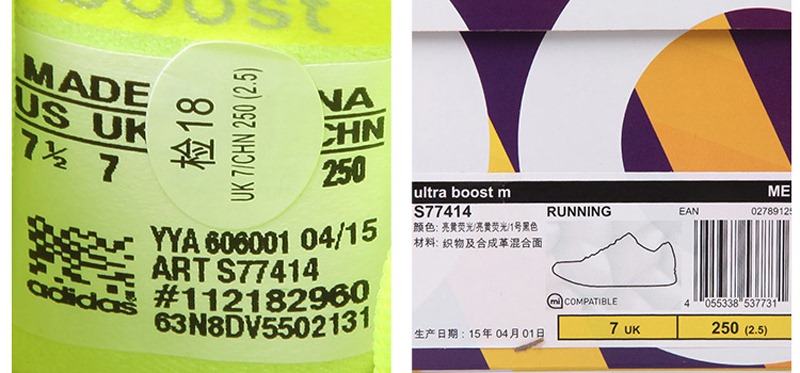 boost
MADE
NA
US UK
CHN
7½ 7
250
检18
UK 7/CHN 250 (2.5)
YYA 606001 04/15
ART S77414
#112182960
63N8DV5502131
adidas
ultra boost m
ME
S77414
RUNNING
EAN
02789125
颜色: 亮黄荧光/亮黄荧光/1号黑色
材料: 织物及合成革混合面
mi COMPATIBLE
4 055338 537731
生产日期: 15年 04月 01日
7 UK
250 (2.5)